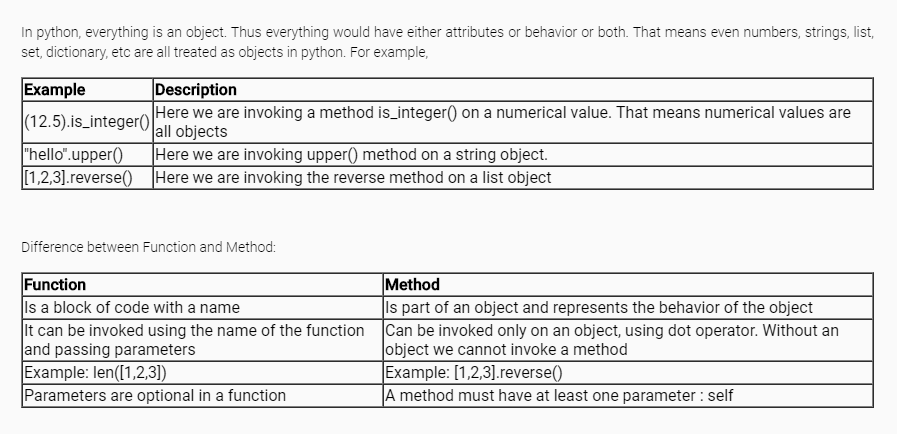 In python, everything is an object. Thus everything would have either attributes or behavior or both. That means even numbers, strings, list,
set, dictionary, etc are all treated as objects in python. For example,
Example Description
(12.5).is_integer() Here we are invoking a method is_integer() on a numerical value. That means numerical values are
all objects
"hello".upper() Here we are invoking upper() method on a string object.
[1,2,3].reverse() Here we are invoking the reverse method on a list object
Difference between Function and Method:
Function Method
Is a block of code with a name Is part of an object and represents the behavior of the object
It can be invoked using the name of the function Can be invoked only on an object, using dot operator. Without an
and passing parameters object we cannot invoke a method
Example: len([1,2,3]) Example: [1,2,3].reverse()
Parameters are optional in a function A method must have at least one parameter : self